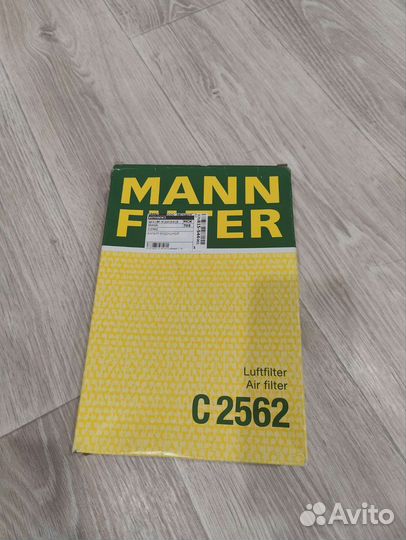 MANN
FILTER
Luftfilter
Air filter
C 2562
Avito